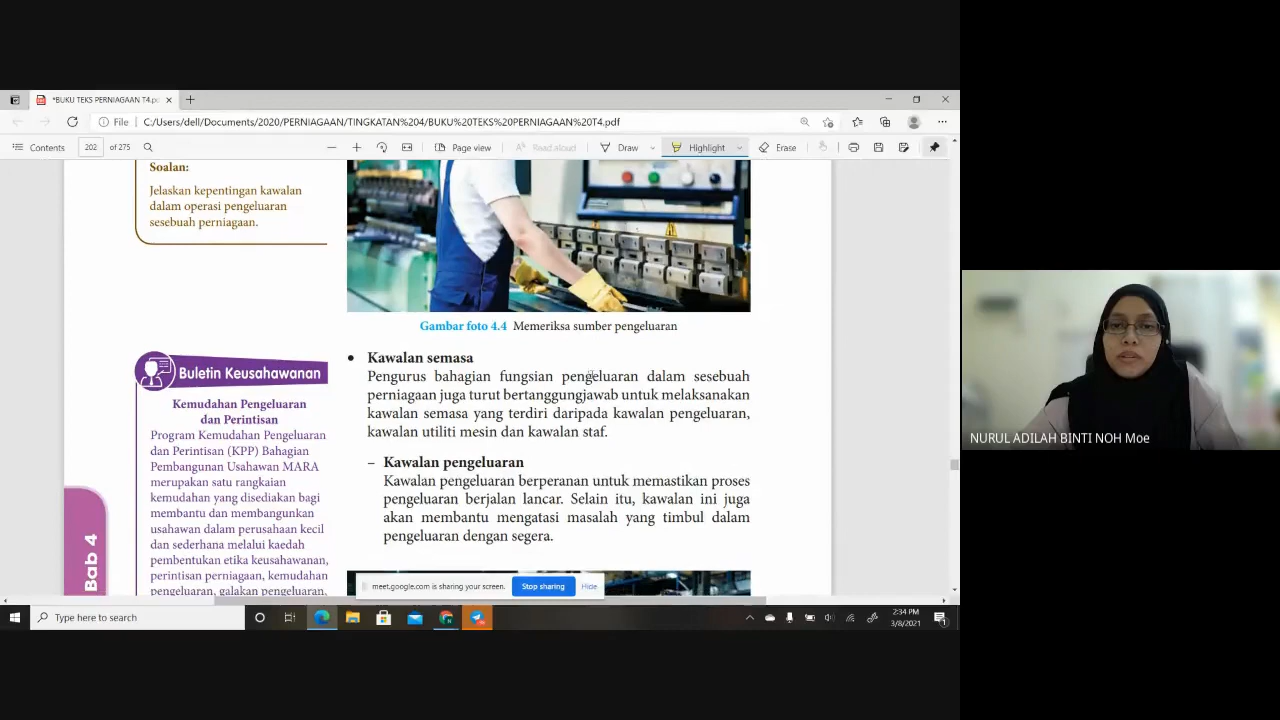 *BUKU TEKS PERNIAGAAN T4.pd
File
C:/Users/dell/Documents/2020/PERNIAGAAN/TINGKATAN%204/BUKU%20TEKS%20PERNIAGAAN%20T4.pdf
Contents
202 of 275
Page view
Read aloud
Draw
Highlight
Erase
Soalan:
Jelaskan kepentingan kawalan
dalam operasi pengeluaran
sesebuah perniagaan.
Gambar foto 4.4 Memeriksa sumber pengeluaran
• Kawalan semasa
Pengurus bahagian fungsian pengeluaran dalam sesebuah
perniagaan juga turut bertanggungjawab untuk melaksanakan
kawalan semasa yang terdiri daripada kawalan pengeluaran,
kawalan utiliti mesin dan kawalan staf.
– Kawalan pengeluaran
Kawalan pengeluaran berperanan untuk memastikan proses
pengeluaran berjalan lancar. Selain itu, kawalan ini juga
akan membantu mengatasi masalah yang timbul dalam
pengeluaran dengan segera.
Buletin Keusahawanan
Kemudahan Pengeluaran
dan Perintisan
Program Kemudahan Pengeluaran
dan Perintisan (KPP) Bahagian
Pembangunan Usahawan MARA
merupakan satu rangkaian
kemudahan yang disediakan bagi
membantu dan membangunkan
usahawan dalam perusahaan kecil
dan sederhana melalui kaedah
pembentukan etika keusahawanan,
perintisan perniagaan, kemudahan
pengeluaran, galakan pengeluaran,
Bab 4
meet.google.com is sharing your screen.
Stop sharing
Hide
Type here to search
2:34 PM
3/8/2021
NURUL ADILAH BINTI NOH Moe